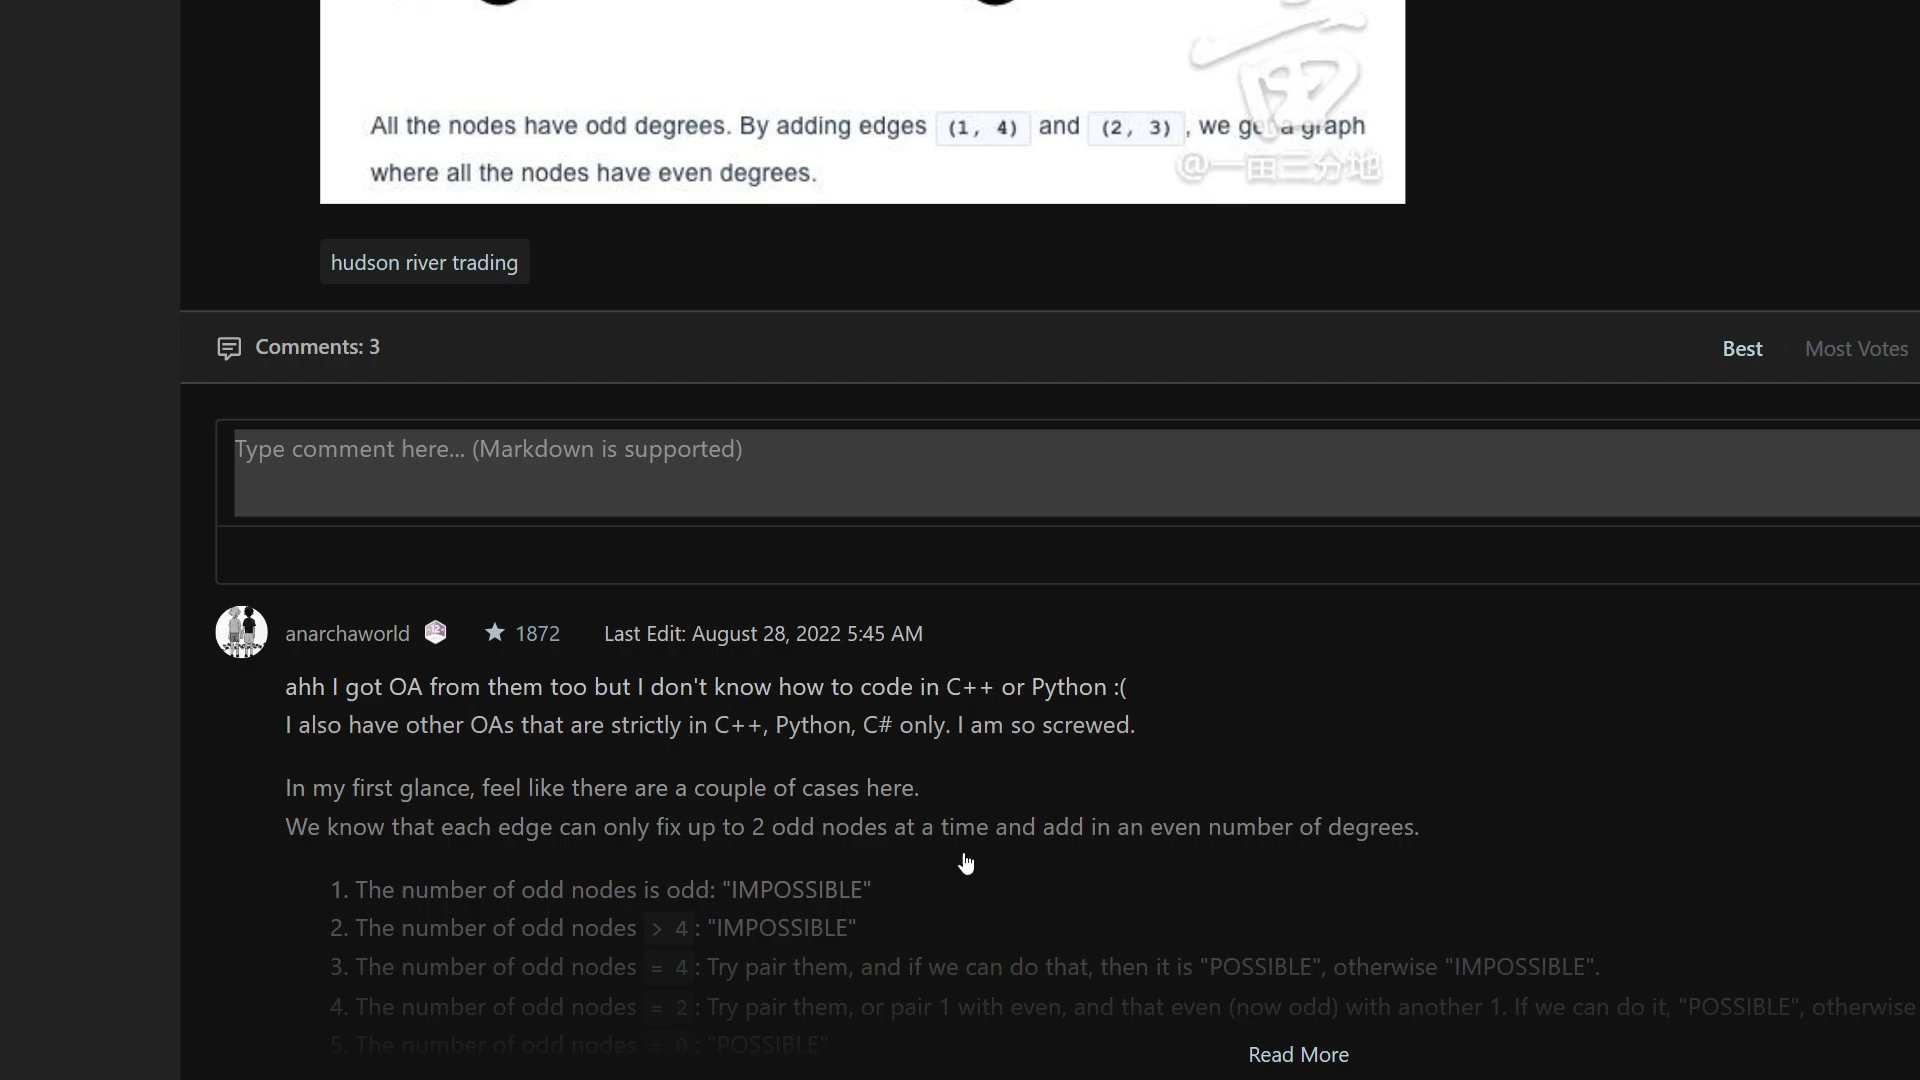 All the nodes have odd degrees. By adding edges (1, 4) and (2, 3), we get a graph
where all the nodes have even degrees.
@一亩三分地
hudson river trading
Comments: 3
Best
Most Votes
Type comment here... (Markdown is supported)
anarchaworld
1872
Last Edit: August 28, 2022 5:45 AM
ahh I got OA from them too but I don't know how to code in C++ or Python :(
I also have other OAs that are strictly in C++, Python, C# only. I am so screwed.
In my first glance, feel like there are a couple of cases here.
We know that each edge can only fix up to 2 odd nodes at a time and add in an even number of degrees.
1. The number of odd nodes is odd: "IMPOSSIBLE"
2. The number of odd nodes > 4: "IMPOSSIBLE"
3. The number of odd nodes = 4: Try pair them, and if we can do that, then it is "POSSIBLE", otherwise "IMPOSSIBLE".
4. The number of odd nodes = 2: Try pair them, or pair 1 with even, and that even (now odd) with another 1. If we can do it, "POSSIBLE", otherwise
5. The number of odd nodes = 0: "POSSIBLE"
Read More